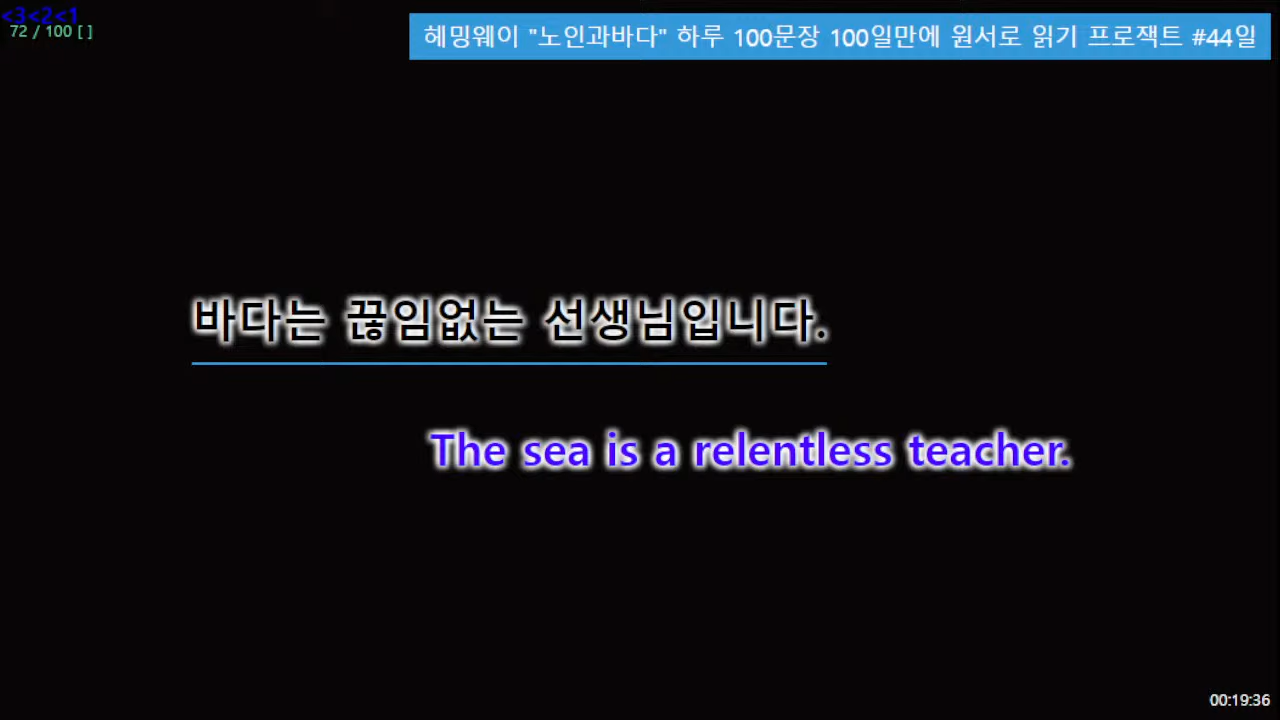 <3<2<1
72 / 100 [ ]
헤밍웨이 "노인과바다" 하루 100문장 100일만에 원서로 읽기 프로잭트 #44일
바다는 끊임없는 선생님입니다.
The sea is a relentless teacher.
00:19:36